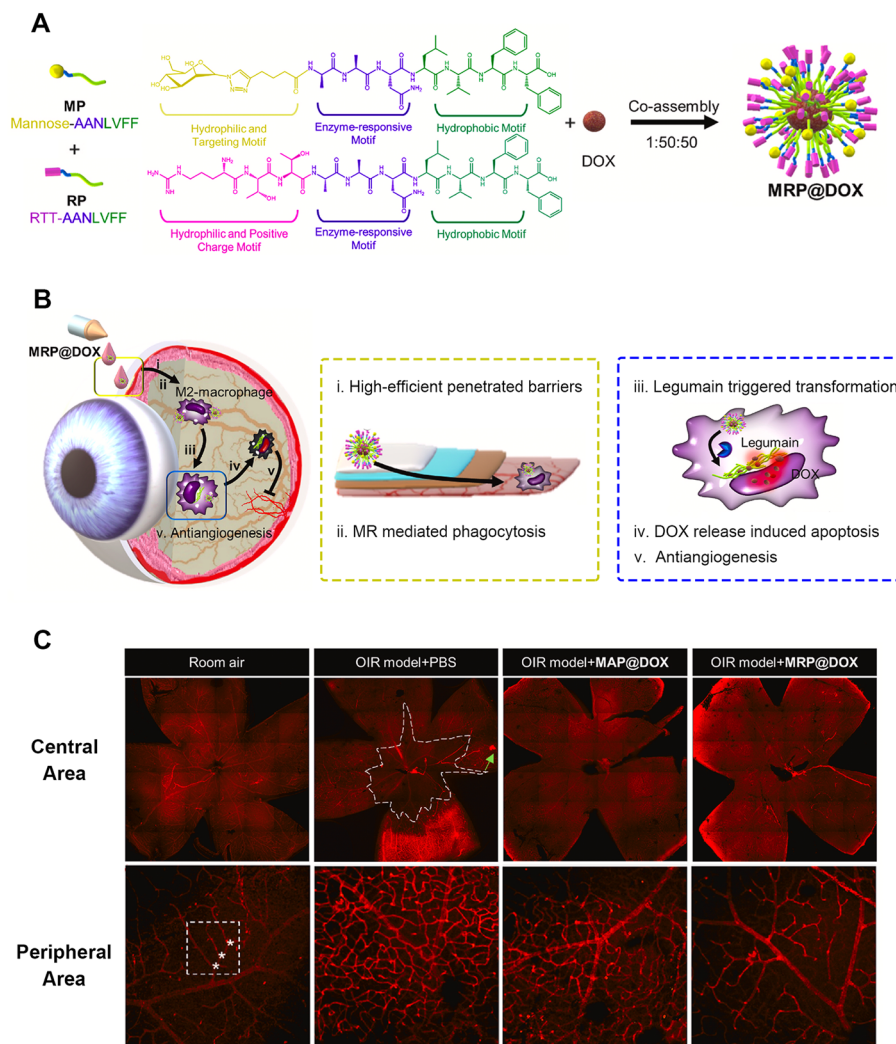 A
MP
Mannose-AANLVFF
+
RP
RTT-AANLVFF
Hydrophilic and
Targeting Motif
Enzyme-responsive
Motif
Hydrophobic Motif
Hydrophilic and Positive
Charge Motif
Enzyme-responsive
Motif
Hydrophobic Motif
+
DOX
Co-assembly
1:50:50
MRP@DOX
B
MRP@DOX
i
ii
M2-macrophage
iii
iv
v
v. Antiangiogenesis
i. High-efficient penetrated barriers
ii. MR mediated phagocytosis
iii. Legumain triggered transformation
Legumain
DOX
iv. DOX release induced apoptosis
v. Antiangiogenesis
C
Room air
OIR model+PBS
OIR model+MAP@DOX
OIR model+MRP@DOX
Central
Area
Peripheral
Area
* * *